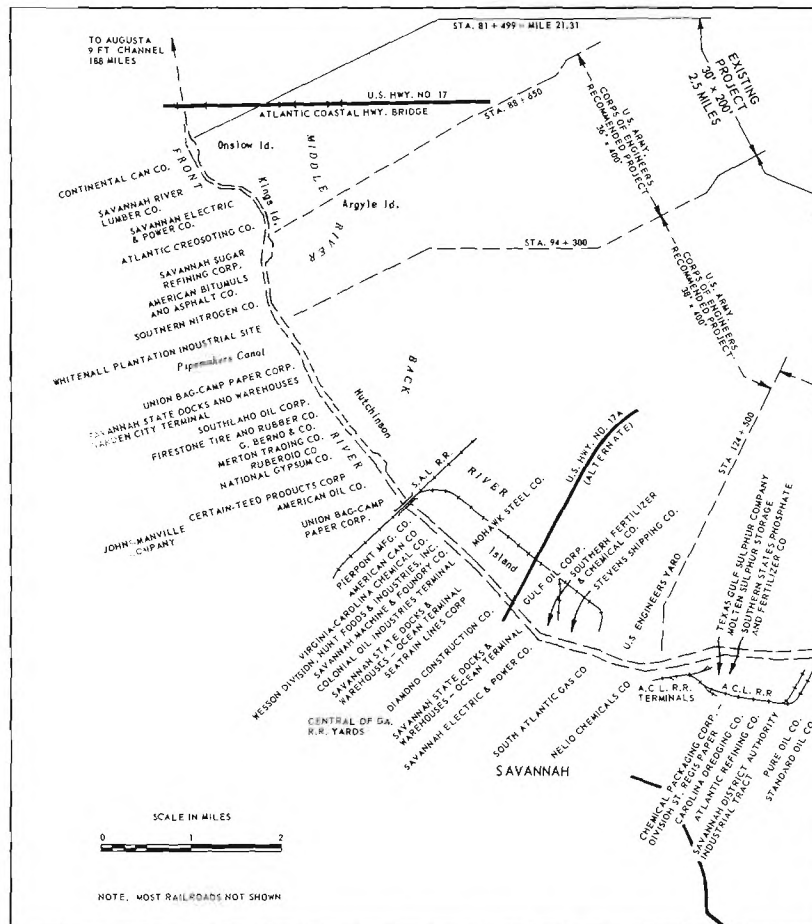 TO AUGUSTA
9 FT CHANNEL
188 MILES
STA. 81 + 499 = MILE 21.31
EXISTING
PROJECT
30' x 200'
2.5 MILES
U.S. HWY. NO 17
ATLANTIC COASTAL HWY. BRIDGE
STA. 88 + 650
U.S. ARMY.
CORPS OF ENGINEERS
RECOMMENDED PROJECT
36' x 400'
FRONT
Onslow Id.
MIDDLE
RIVER
Kings Id.
Argyle Id.
STA. 94 + 300
U.S. ARMY.
CORPS OF ENGINEERS
RECOMMENDED PROJECT
38' x 400'
CONTINENTAL CAN CO.
SAVANNAH RIVER
LUMBER CO.
SAVANNAH ELECTRIC
& POWER CO.
ATLANTIC CREOSOTING CO.
SAVANNAH SUGAR
REFINING CORP.
AMERICAN BITUMULS
AND ASPHALT CO.
SOUTHERN NITROGEN CO.
WHITENALL PLANTATION INDUSTRIAL SITE
Pipemakers Canal
UNION BAG-CAMP PAPER CORP.
SAVANNAH STATE DOCKS AND WAREHOUSES
GARDEN CITY TERMINAL
SOUTHLAND OIL CORP.
FIRESTONE TIRE AND RUBBER CO.
G. BERNO & CO.
MERTON TRADING CO.
RUBEROID CO.
NATIONAL GYPSUM CO.
CERTAIN-TEED PRODUCTS CORP
AMERICAN OIL CO.
JOHNS-MANVILLE
COMPANY
UNION BAG-CAMP
PAPER CORP.
RIVER
Hutchinson
BACK
RIVER
Island
S.A.L. R.R.
MOHAWK STEEL CO.
U.S. HWY. NO. 17A
(ALTERNATE)
STA. 124 + 500
PIERPONT MFG. CO.
AMERICAN CAN CO
VIRGINIA-CAROLINA CHEMICAL CO.
WESSON DIVISION, HUNT FOODS & INDUSTRIES, INC.
SAVANNAH MACHINE & FOUNDRY CO.
COLONIAL OIL INDUSTRIES TERMINAL
SAVANNAH STATE DOCKS &
WAREHOUSES - OCEAN TERMINAL
SEATRAIN LINES CORP
DIAMOND CONSTRUCTION CO.
SAVANNAH STATE DOCKS &
WAREHOUSES - OCEAN TERMINAL
SAVANNAH ELECTRIC & POWER CO.
CENTRAL OF GA.
R.R. YARDS
GULF OIL CORP.
SOUTHERN FERTILIZER
& CHEMICAL CO.
STEVENS SHIPPING CO.
U.S. ENGINEERS YARD
TEXAS GULF SULPHUR COMPANY
MOLTEN SULPHUR STORAGE
SOUTHERN STATES PHOSPHATE
AND FERTILIZER CO
SOUTH ATLANTIC GAS CO
NELIO CHEMICALS CO
A.C.L. R.R.
TERMINALS
A.C.L. R.R
SAVANNAH
CHEMICAL PACKAGING CORP.
DIVISION ST. REGIS PAPER
CAROLINA DREDGING CO.
ATLANTIC REFINING CO.
SAVANNAH DISTRICT AUTHORITY
INDUSTRIAL TRACT
PURE OIL CO.
STANDARD OIL CO.
SCALE IN MILES
0 1 2
NOTE. MOST RAILROADS NOT SHOWN